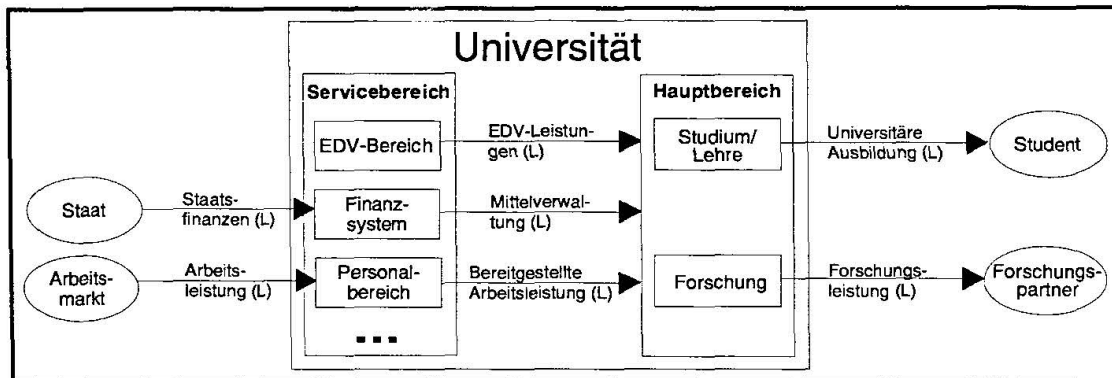 Universität
Servicebereich
Hauptbereich
EDV-Bereich
EDV-Leistun-
gen (L)
Studium/
Lehre
Universitäre
Ausbildung (L)
Student
Staat
Staats-
finanzen (L)
Finanz-
system
Mittelverwal-
tung (L)
Arbeits-
markt
Arbeits-
leistung (L)
Personal-
bereich
Bereitgestellte
Arbeitsleistung (L)
Forschung
Forschungs-
leistung (L)
Forschungs-
partner